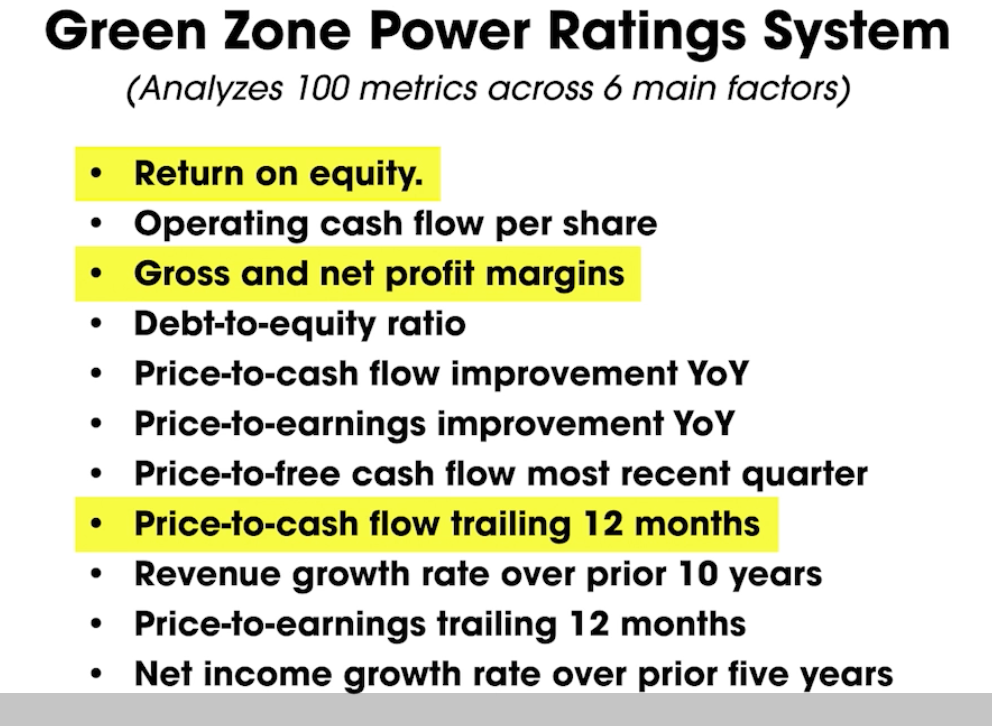 Green Zone Power Ratings System
(Analyzes 100 metrics across 6 main factors)
• Return on equity.
• Operating cash flow per share
• Gross and net profit margins
• Debt-to-equity ratio
• Price-to-cash flow improvement YoY
• Price-to-earnings improvement YoY
• Price-to-free cash flow most recent quarter
• Price-to-cash flow trailing 12 months
• Revenue growth rate over prior 10 years
• Price-to-earnings trailing 12 months
• Net income growth rate over prior five years